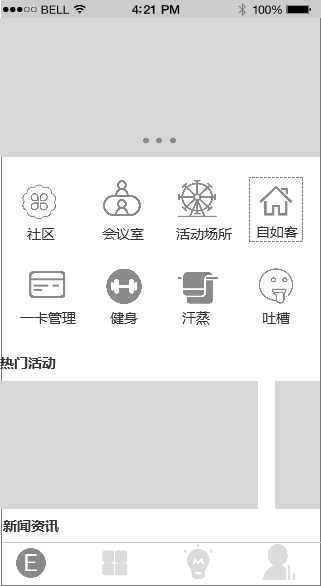 BELL 4:21 PM 100%
社区 会议室 活动场所 自如客
一卡管理 健身 汗蒸 吐槽
热门活动
新闻资讯
E